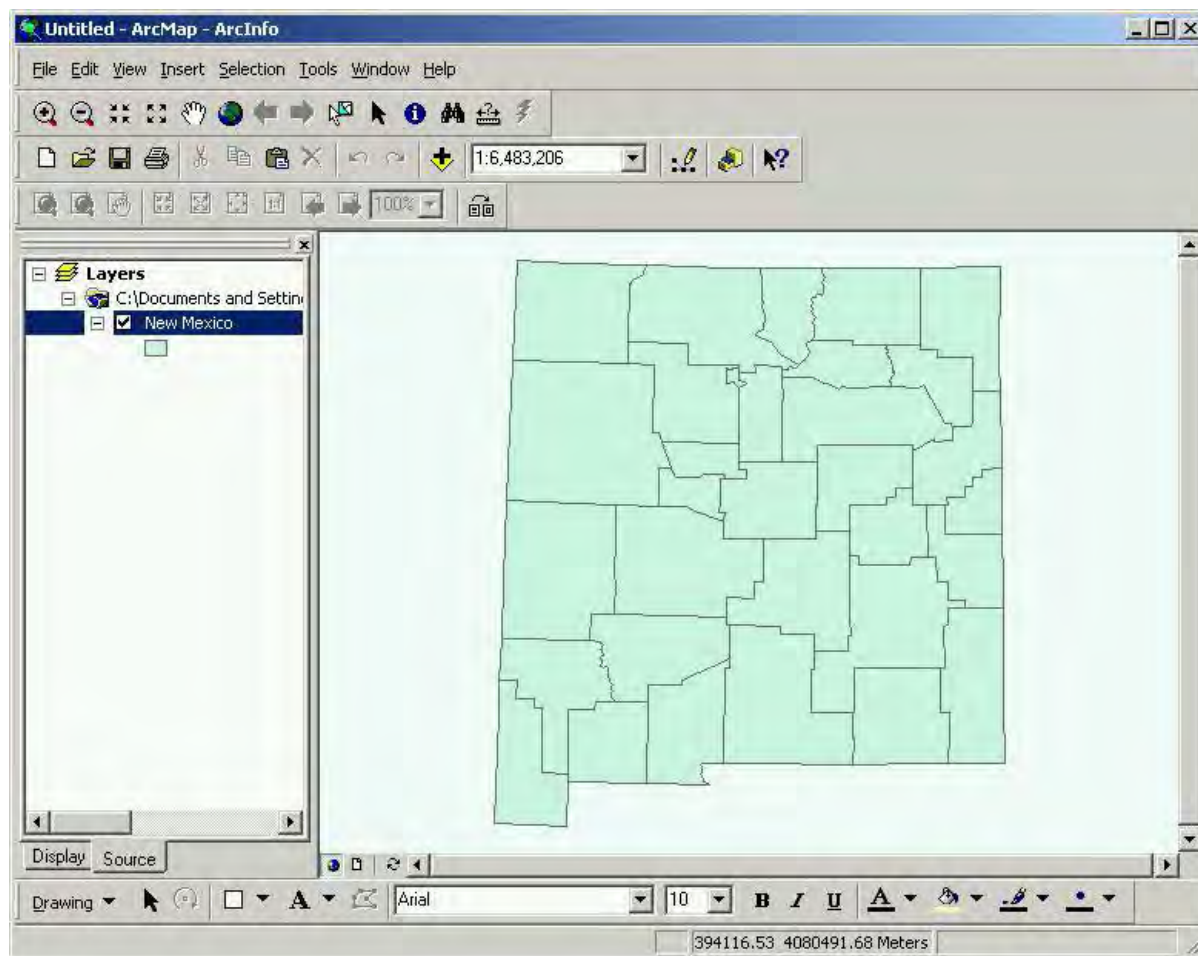 Untitled - ArcMap - ArcInfo
File Edit View Insert Selection Tools Window Help
1:6,483,206
100%
Layers
C:\Documents and Settin
New Mexico
Display Source
Drawing A Arial 10 B I U A
394116.53 4080491.68 Meters